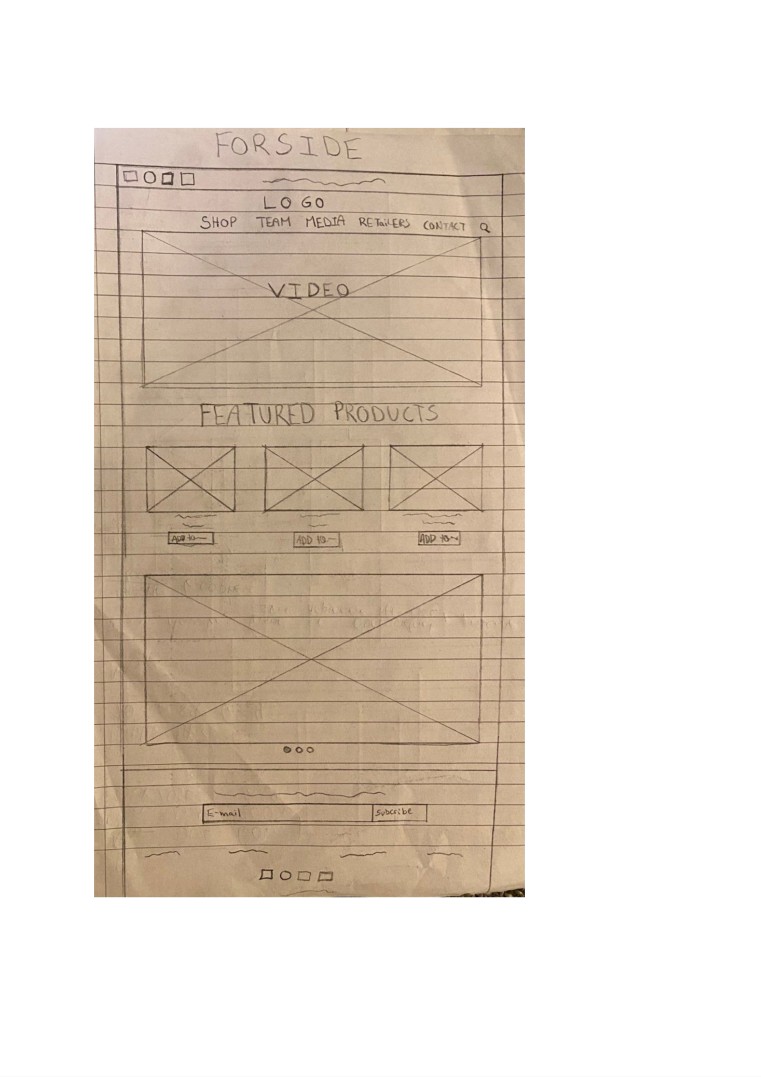 FORSIDE
LOGO
SHOP TEAM MEDIA RETAILERS CONTACT
VIDEO
FEATURED PRODUCTS
ADD to ADD to ADD to
E-mail Subscribe